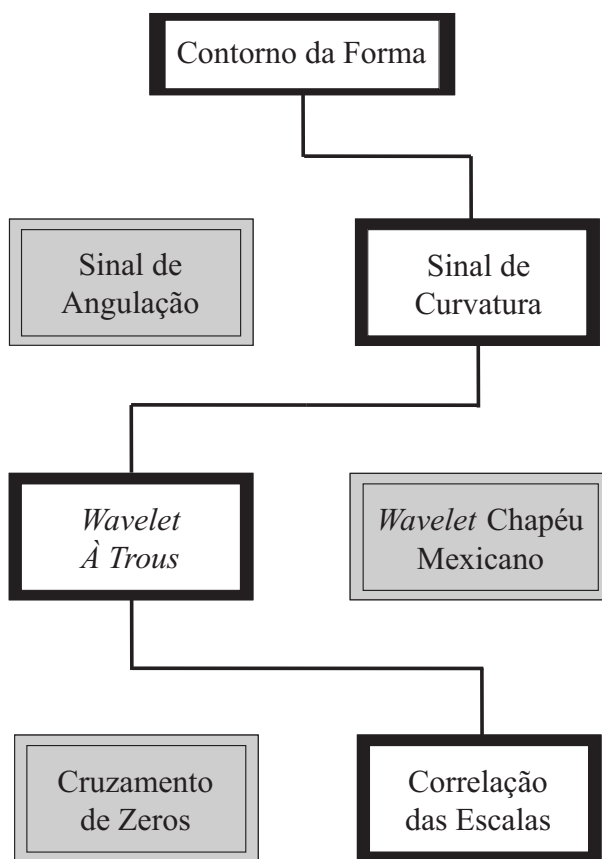 Contorno da Forma
Sinal de
Angulação
Sinal de
Curvatura
Wavelet
À Trous
Wavelet Chapéu
Mexicano
Cruzamento
de Zeros
Correlação
das Escalas